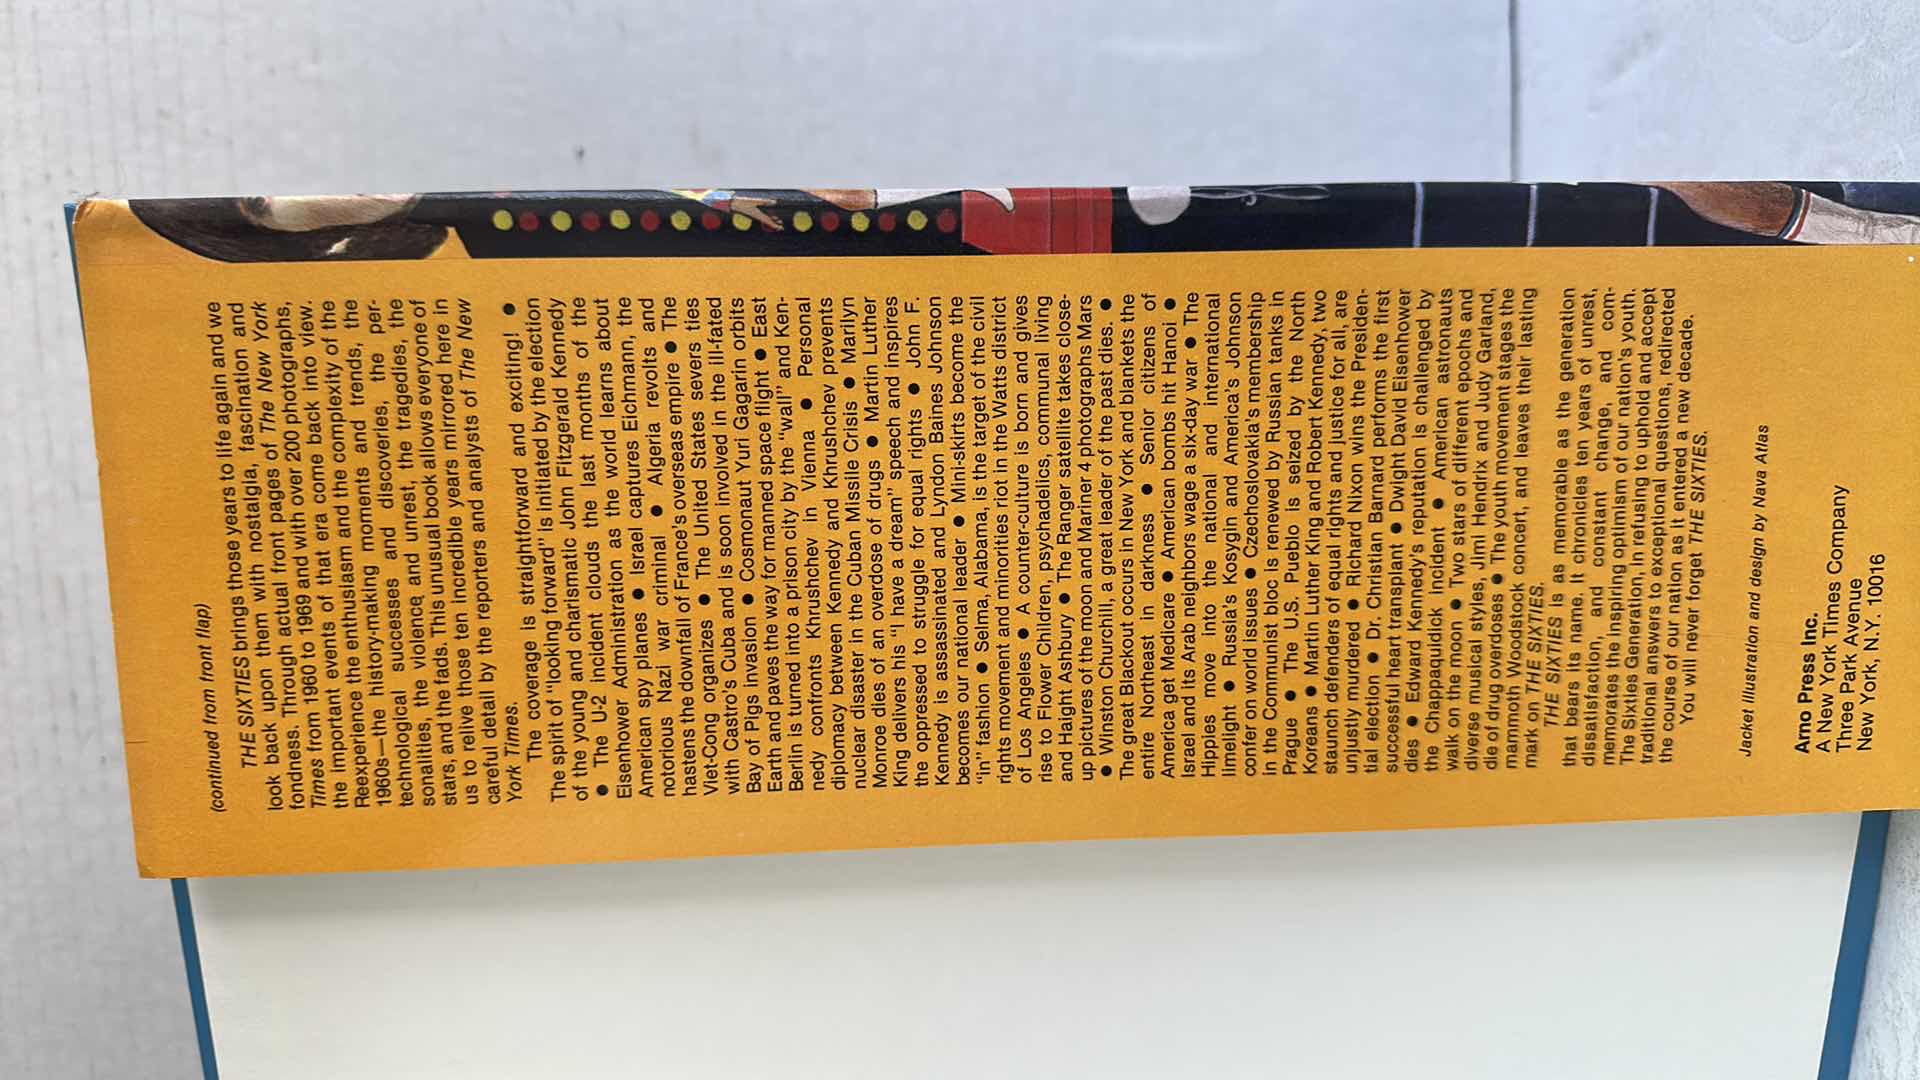 (continued from front flap)
THE SIXTIES brings those years to life again and we
look back upon them with nostalgia, fascination and
fondness. Through actual front pages of The New York
Times from 1960 to 1969 and with over 200 photographs,
the important events of that era come back into view.
Reexperience the enthusiasm and the complexity of the
1960s—the history-making moments and trends, the
technological successes and discoveries, the per-
sonalities, the violence and unrest, the tragedies, the
stars, and the fads. This unusual book allows everyone of
us to relive those ten incredible years mirrored here in
careful detail by the reporters and analysts of The New
York Times.
The coverage is straightforward and exciting! ●
The spirit of "looking forward" is initiated by the election
of the young and charismatic John Fitzgerald Kennedy
● The U-2 incident clouds the last months of the
Eisenhower Administration as the world learns about
American spy planes ● Israel captures Eichmann, the
notorious Nazi war criminal ● Algeria revolts and
hastens the downfall of France's overseas empire ● The
Viet-Cong organizes ● The United States severs ties
with Castro's Cuba and is soon involved in the ill-fated
Bay of Pigs invasion ● Cosmonaut Yuri Gagarin orbits
Earth and paves the way for manned space flight ● East
Berlin is turned into a prison city by the "wall" and Ken-
nedy confronts Khrushchev in Vienna ● Personal
diplomacy between Kennedy and Khrushchev prevents
nuclear disaster in the Cuban Missile Crisis ● Marilyn
Monroe dies of an overdose of drugs ● Martin Luther
King delivers his "I have a dream" speech and inspires
the oppressed to struggle for equal rights ● John F.
Kennedy is assassinated and Lyndon Baines Johnson
becomes our national leader ● Mini-skirts become the
"in" fashion ● Selma, Alabama, is the target of the civil
rights movement and minorities riot in the Watts district
of Los Angeles ● A counter-culture is born and gives
rise to Flower Children, psychadelics, communal living
and Haight Ashbury ● The Ranger satellite takes close-
up pictures of the moon and Mariner 4 photographs Mars
● Winston Churchill, a great leader of the past dies. ●
The great Blackout occurs in New York and blankets the
entire Northeast in darkness ● Senior citizens of
America get Medicare ● American bombs hit Hanoi ●
Israel and its Arab neighbors wage a six-day war ● The
Hippies move into the national and international
limelight ● Russia's Kosygin and America's Johnson
confer on world issues ● Czechoslovakia's membership
in the Communist bloc is renewed by Russian tanks in
Prague ● The U.S. Pueblo is seized by the North
Koreans ● Martin Luther King and Robert Kennedy, two
staunch defenders of equal rights and justice for all, are
unjustly murdered ● Richard Nixon wins the Presiden-
tial election ● Dr. Christian Barnard performs the first
successful heart transplant ● Dwight David Eisenhower
dies ● Edward Kennedy's reputation is challenged by
the Chappaquidick incident ● American astronauts
walk on the moon ● Two stars of different epochs and
diverse musical styles, Jimi Hendrix and Judy Garland,
die of drug overdoses ● The youth movement stages the
mammoth Woodstock concert, and leaves their lasting
mark on THE SIXTIES.
THE SIXTIES is as memorable as the generation
that bears its name. It chronicles ten years of unrest,
dissatisfaction, and constant change, and com-
memorates the inspiring optimism of our nation's youth.
The Sixties Generation, in refusing to uphold and accept
traditional answers to exceptional questions, redirected
the course of our nation as it entered a new decade.
You will never forget THE SIXTIES.
Jacket illustration and design by Nava Atlas
Arno Press Inc.
A New York Times Company
Three Park Avenue
New York, N.Y. 10016